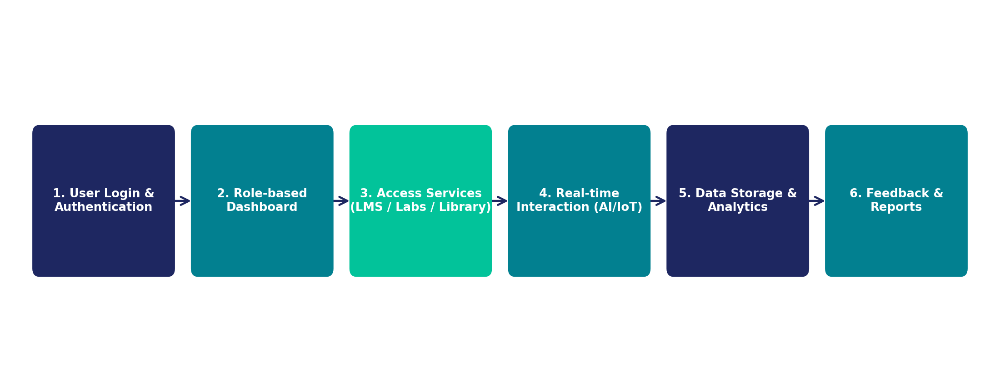 1. User Login &
Authentication
2. Role-based
Dashboard
3. Access Services
(LMS / Labs / Library)
4. Real-time
Interaction (AI/IoT)
5. Data Storage &
Analytics
6. Feedback &
Reports